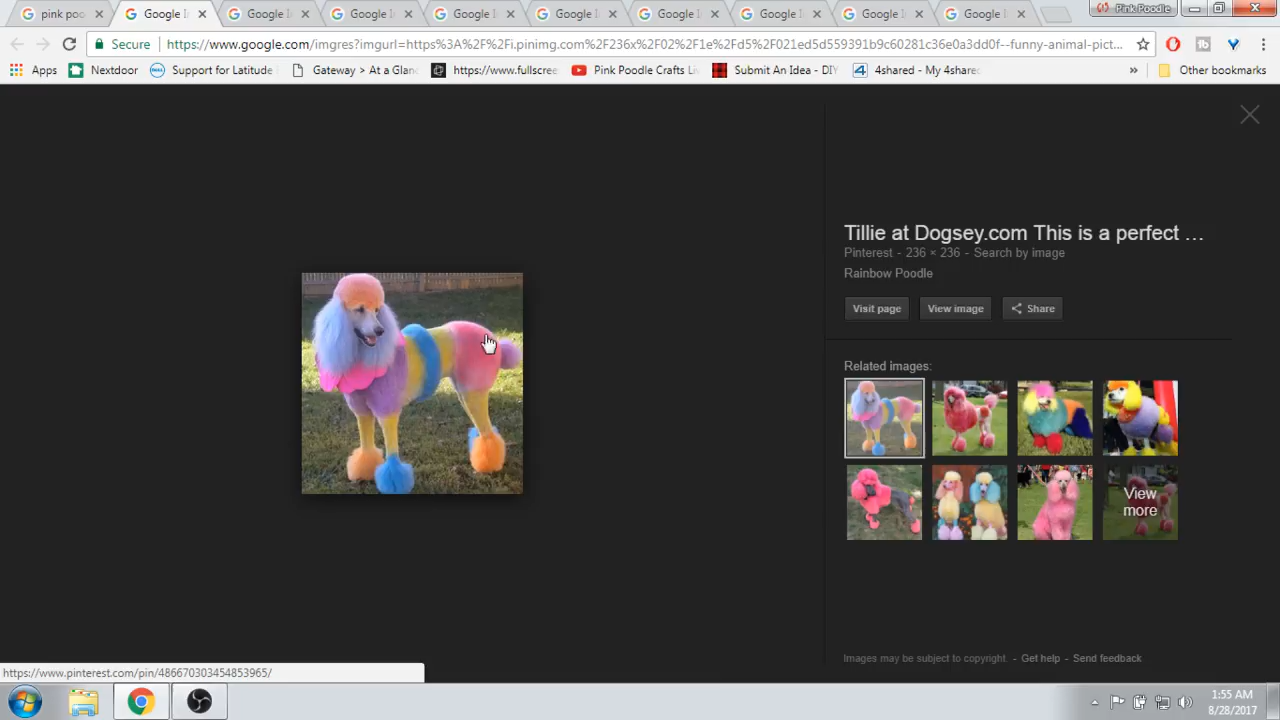 pink poo
Google I
Google I
Google I
Google I
Google I
Google I
Google I
Google I
Google I
Pink Poodle
Secure
https://www.google.com/imgres?imgurl=https%3A%2F%2Fi.pinimg.com%2F236x%2F02%2F1e%2Fd5%2F021ed5d559391b9c60281c36e0a3dd0f--funny-animal-pict...
Apps
Nextdoor
Support for Latitude
Gateway > At a Glanc
https://www.fullscree
Pink Poodle Crafts Li
Submit an Idea - DIY
4shared - My 4share
»
Other bookmarks
Tillie at Dogsey.com This is a perfect ...
Pinterest - 236 × 236 - Search by image
Rainbow Poodle
Visit page
View image
Share
Related images:
View
more
Images may be subject to copyright. - Get help - Send feedback
https://www.pinterest.com/pin/486670303454853965/
1:55 AM
8/28/2017